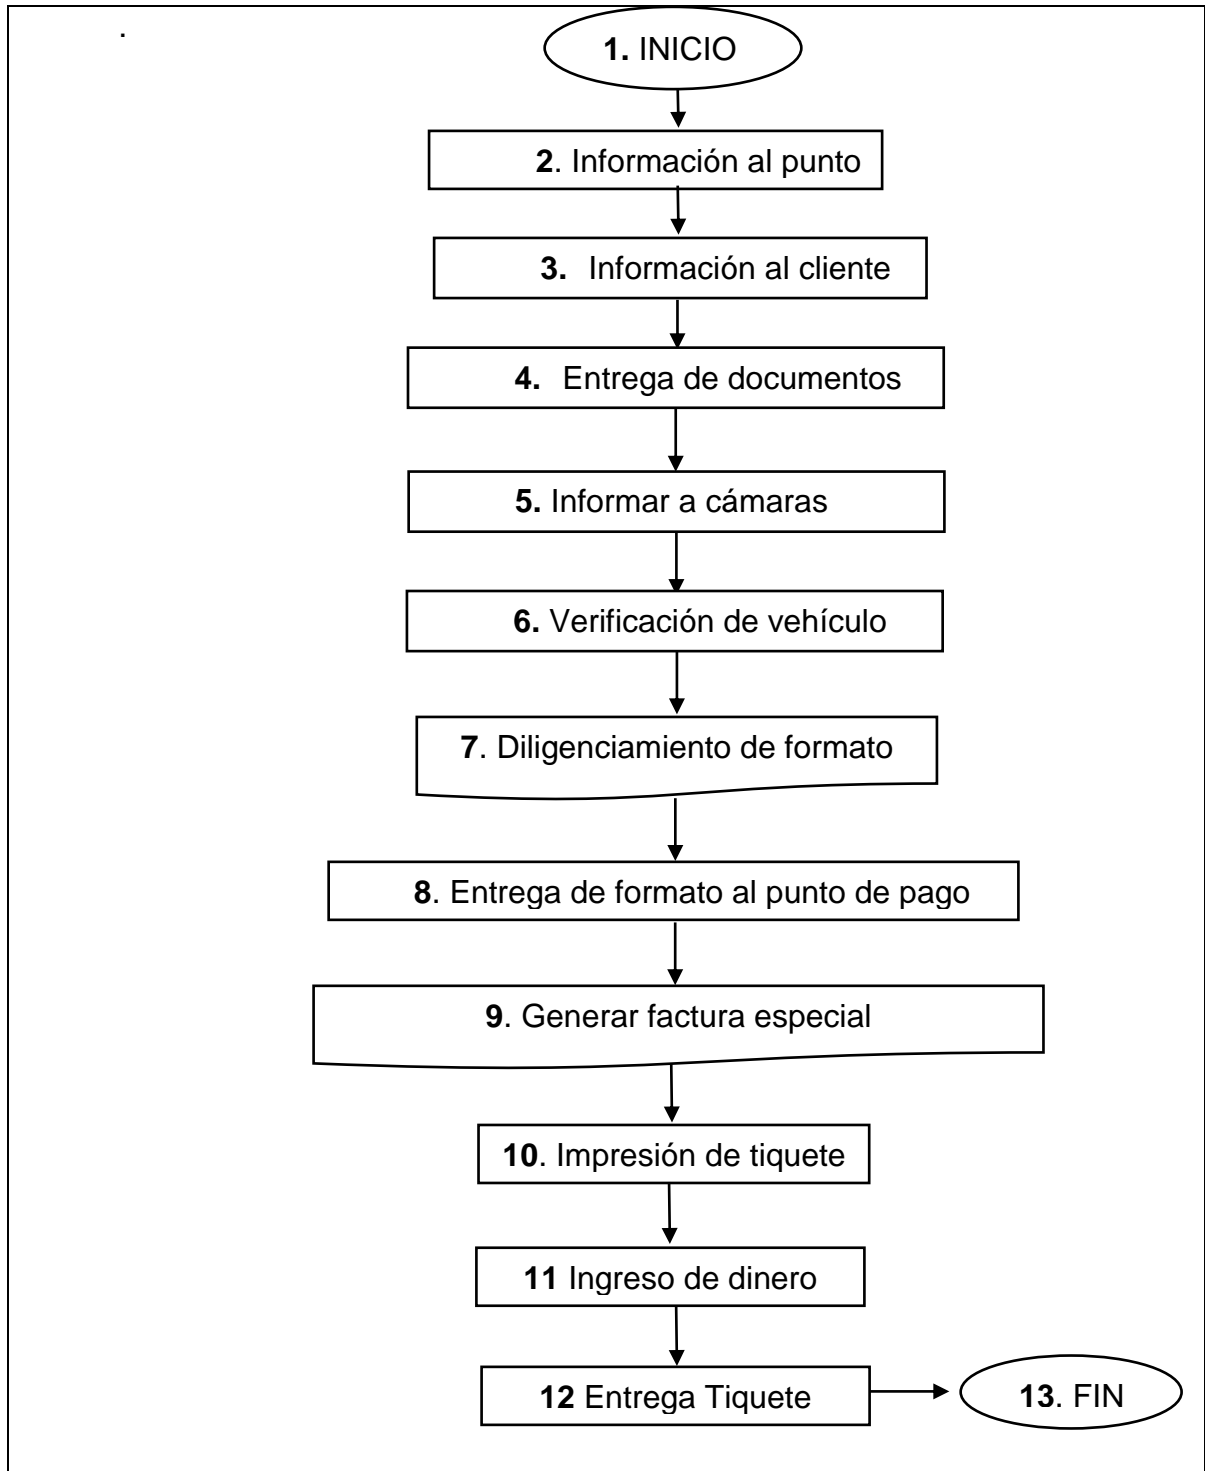 .
1. INICIO
2. Información al punto
3. Información al cliente
4. Entrega de documentos
5. Informar a cámaras
6. Verificación de vehículo
7. Diligenciamiento de formato
8. Entrega de formato al punto de pago
9. Generar factura especial
10. Impresión de tiquete
11 Ingreso de dinero
12 Entrega Tiquete
13. FIN